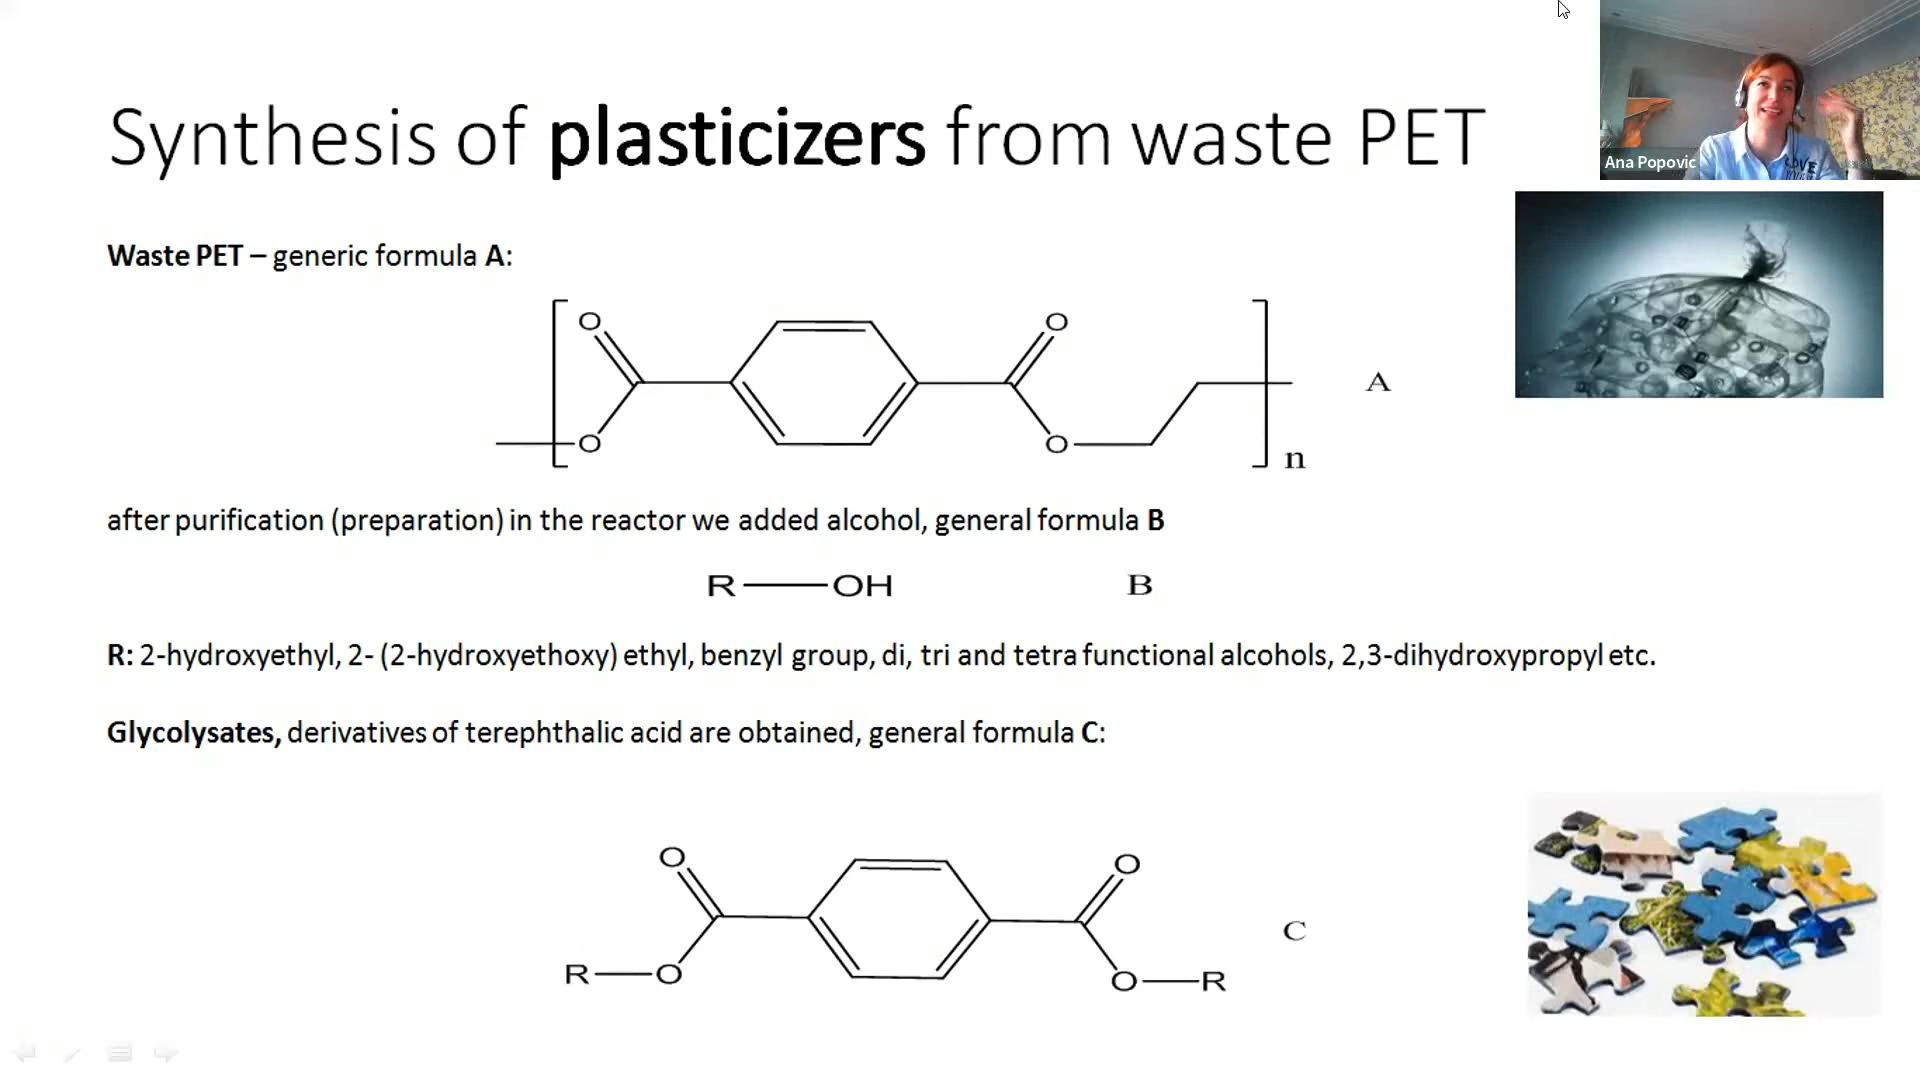 Synthesis of plasticizers from waste PET
Ana Popovic
Waste PET – generic formula A:
O
O
O
O
n
A
after purification (preparation) in the reactor we added alcohol, general formula B
R OH
B
R: 2-hydroxyethyl, 2- (2-hydroxyethoxy) ethyl, benzyl group, di, tri and tetra functional alcohols, 2,3-dihydroxypropyl etc.
Glycolysates, derivatives of terephthalic acid are obtained, general formula C:
O
O
C
R O
O R